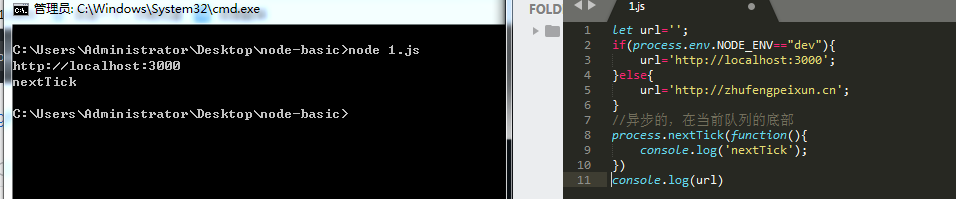 管理员: C:\Windows\System32\cmd.exe
C:\Users\Administrator\Desktop\node-basic>node 1.js
http://localhost:3000
nextTick
C:\Users\Administrator\Desktop\node-basic>
FOLD
1.js
1 let url='';
2 if(process.env.NODE_ENV=="dev"){
3 url='http://localhost:3000';
4 }else{
5 url='http://zhufengpeixun.cn';
6 }
7 //异步的，在当前队列的底部
8 process.nextTick(function(){
9 console.log('nextTick');
10 })
11 console.log(url)